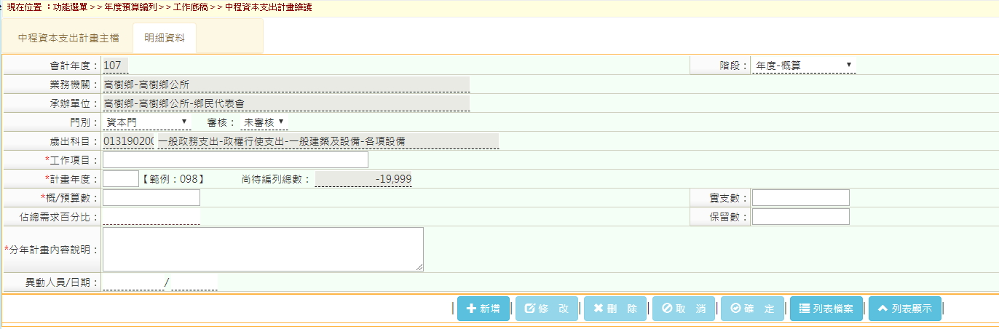 現在位置 ：功能選單 > > 年度預算編列 > > 工作底稿 > > 中程資本支出計畫維護
中程資本支出計畫主檔 明細資料
會計年度： 107 階段： 年度-概算
業務機關： 高樹鄉-高樹鄉公所
承辦單位： 高樹鄉-高樹鄉公所-鄉民代表會
門別： 資本門 審核： 未審核
歲出科目： 013190200 一般政務支出-政權行使支出-一般建築及設備-各項設備
*工作項目：
*計畫年度： 【範例：098】 尚待編列總數： -19,999
*概/預算數： 實支數：
佔總需求百分比： 保留數：
*分年計畫內容說明：
異動人員/日期： /
新增 修 改 刪 除 取 消 確 定 列表檔案 列表顯示